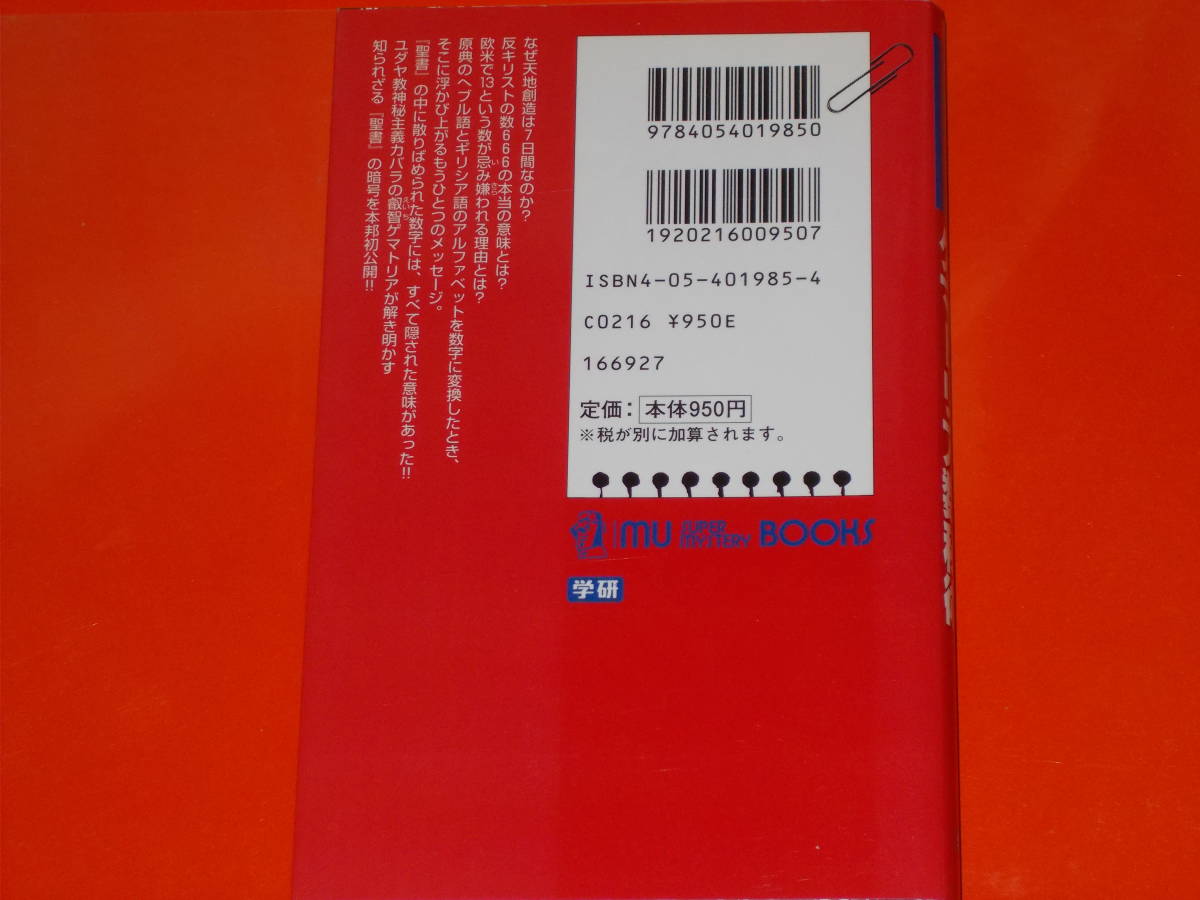 なぜ天地創造は7日間なのか?
反キリストの数666の本当の意味とは?
欧米で13という数が忌み嫌われる理由とは?
原典のヘブル語とギリシア語のアルファベットを数字に変換したとき、
そこに浮かび上がるもうひとつのメッセージ。
『聖書』の中に散りばめられた数字には、すべて隠された意味があった!!
ユダヤ教神秘主義カバラの叡智ゲマトリアが解き明かす
知られざる『聖書』の暗号を本邦初公開!!
9784054019850
1920216009507
ISBN4-05-401985-4
C0216 ¥950E
166927
定価:本体950円
※税が別に加算されます。
MU SUPER MYSTERY BOOKS
学研